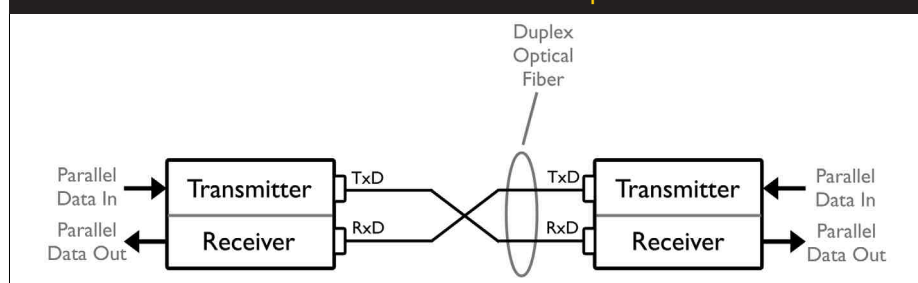 Duplex
Optical
Fiber
Parallel
Data In
Transmitter
TxD
TxD
Transmitter
Parallel
Data In
Parallel
Data Out
Receiver
RxD
RxD
Receiver
Parallel
Data Out